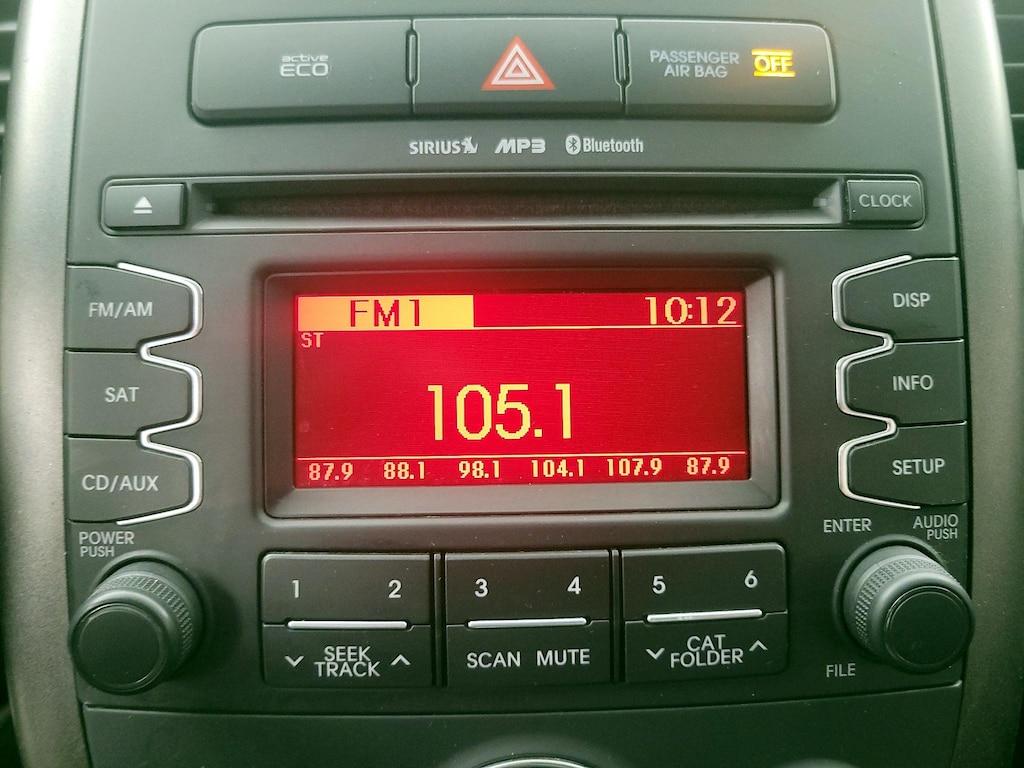 active
ECO
PASSENGER
AIR BAG OFF
SIRIUS MP3 Bluetooth
CLOCK
FM/AM
SAT
CD/AUX
FM1 10:12
ST
105.1
87.9 88.1 98.1 104.1 107.9 87.9
DISP
INFO
SETUP
POWER
PUSH
ENTER
AUDIO
PUSH
1 2 3 4 5 6
SEEK
TRACK
SCAN MUTE
CAT
FOLDER
FILE